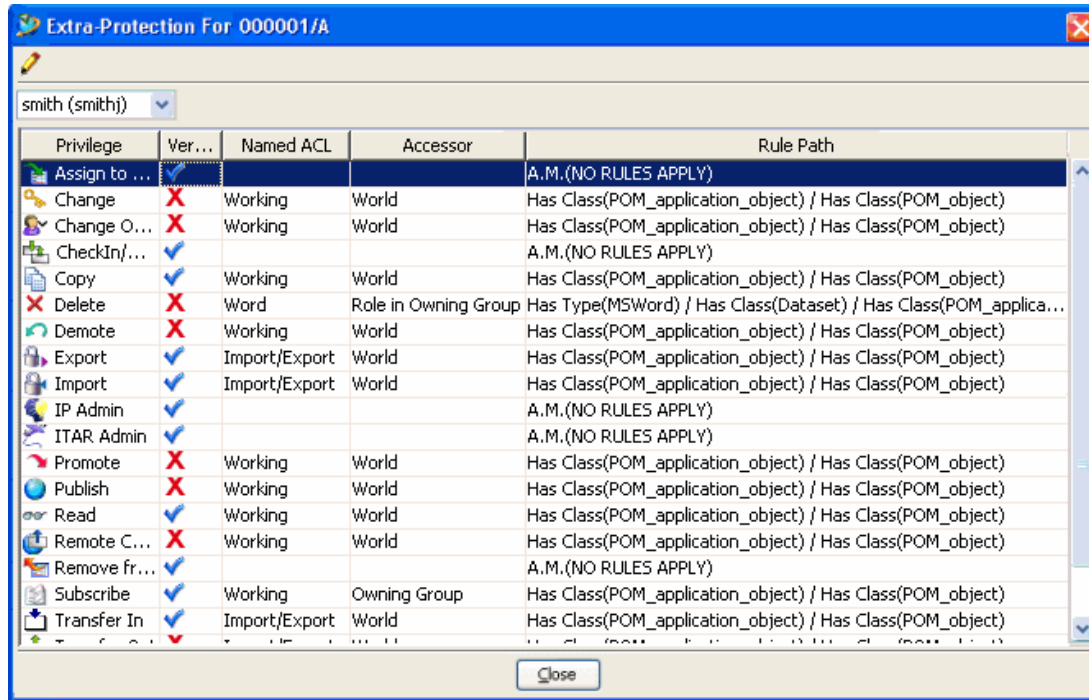 Extra-Protection For 000001/A
smith (smithj)
Privilege Ver... Named ACL Accessor Rule Path
Assign to ... A.M.(NO RULES APPLY)
Change Working World Has Class(POM_application_object) / Has Class(POM_object)
Change O... Working World Has Class(POM_application_object) / Has Class(POM_object)
CheckIn/... A.M.(NO RULES APPLY)
Copy Working World Has Class(POM_application_object) / Has Class(POM_object)
Delete Word Role in Owning Group Has Type(MSWord) / Has Class(Dataset) / Has Class(POM_applica...
Demote Working World Has Class(POM_application_object) / Has Class(POM_object)
Export Import/Export World Has Class(POM_application_object) / Has Class(POM_object)
Import Import/Export World Has Class(POM_application_object) / Has Class(POM_object)
IP Admin A.M.(NO RULES APPLY)
ITAR Admin A.M.(NO RULES APPLY)
Promote Working World Has Class(POM_application_object) / Has Class(POM_object)
Publish Working World Has Class(POM_application_object) / Has Class(POM_object)
Read Working World Has Class(POM_application_object) / Has Class(POM_object)
Remote C... Working World Has Class(POM_application_object) / Has Class(POM_object)
Remove fr... A.M.(NO RULES APPLY)
Subscribe Working Owning Group Has Class(POM_application_object) / Has Class(POM_object)
Transfer In Import/Export World Has Class(POM_application_object) / Has Class(POM_object)
Close